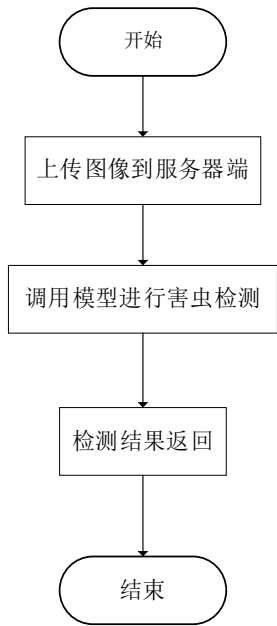 开始
上传图像到服务器端
调用模型进行害虫检测
检测结果返回
结束